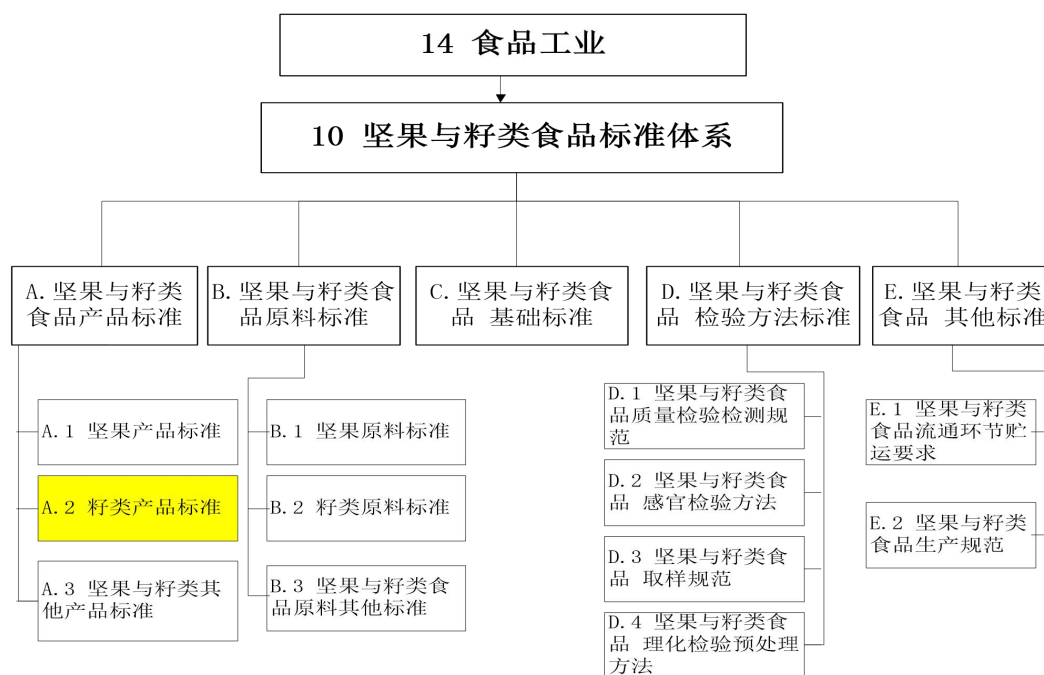 14 食品工业
10 坚果与籽类食品标准体系
A.坚果与籽类
食品产品标准
B.坚果与籽类食
品原料标准
C.坚果与籽类食
品 基础标准
D.坚果与籽类食
品 检验方法标准
E.坚果与籽类
食品 其他标准
A.1 坚果产品标准
A.2 籽类产品标准
A.3 坚果与籽类其
他产品标准
B.1 坚果原料标准
B.2 籽类原料标准
B.3 坚果与籽类食
品原料其他标准
D.1 坚果与籽类食
品质量检验检测规
范
D.2 坚果与籽类食
品 感官检验方法
D.3 坚果与籽类食
品 取样规范
D.4 坚果与籽类食
品 理化检验预处理
方法
E.1 坚果与籽类
食品流通环节贮
运要求
E.2 坚果与籽类
食品生产规范